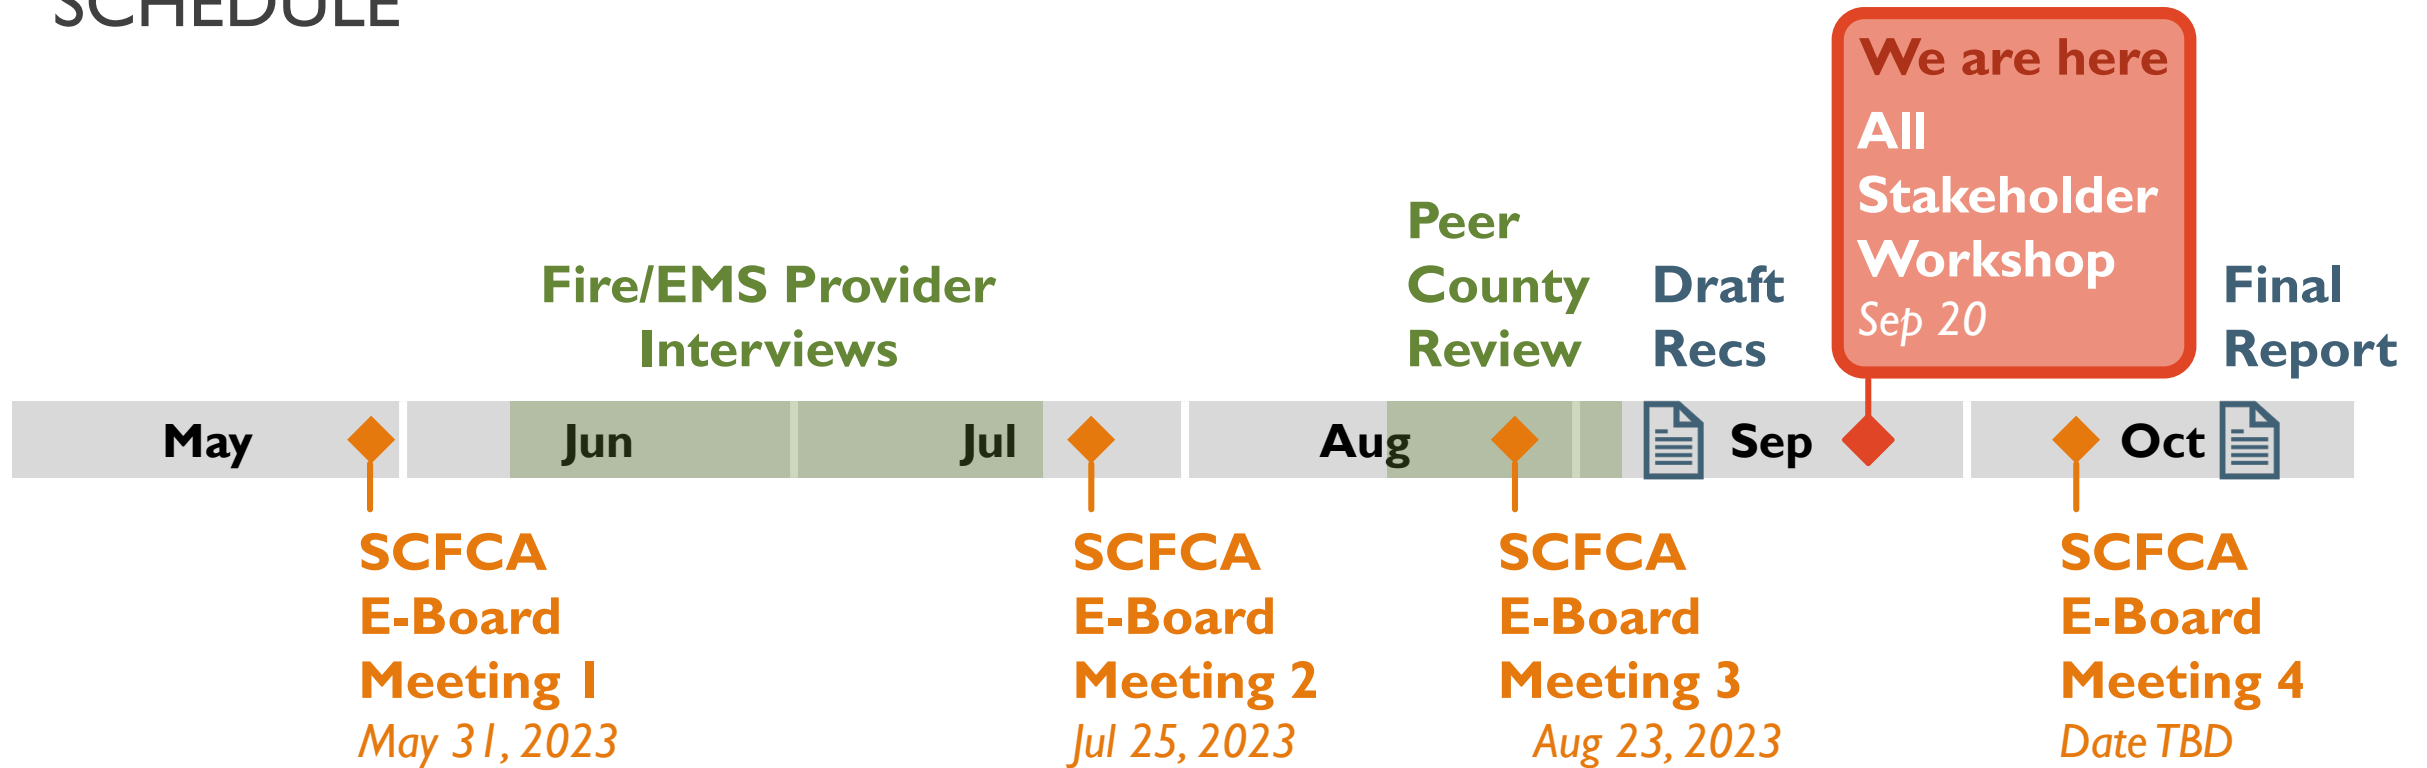 SCHEDULE
We are here
All
Stakeholder
Workshop
Sep 20
Fire/EMS Provider
Interviews
Peer
County
Review
Draft
Recs
Final
Report
May
Jun
Jul
Aug
Sep
Oct
SCFCA
E-Board
Meeting 1
May 31, 2023
SCFCA
E-Board
Meeting 2
Jul 25, 2023
SCFCA
E-Board
Meeting 3
Aug 23, 2023
SCFCA
E-Board
Meeting 4
Date TBD